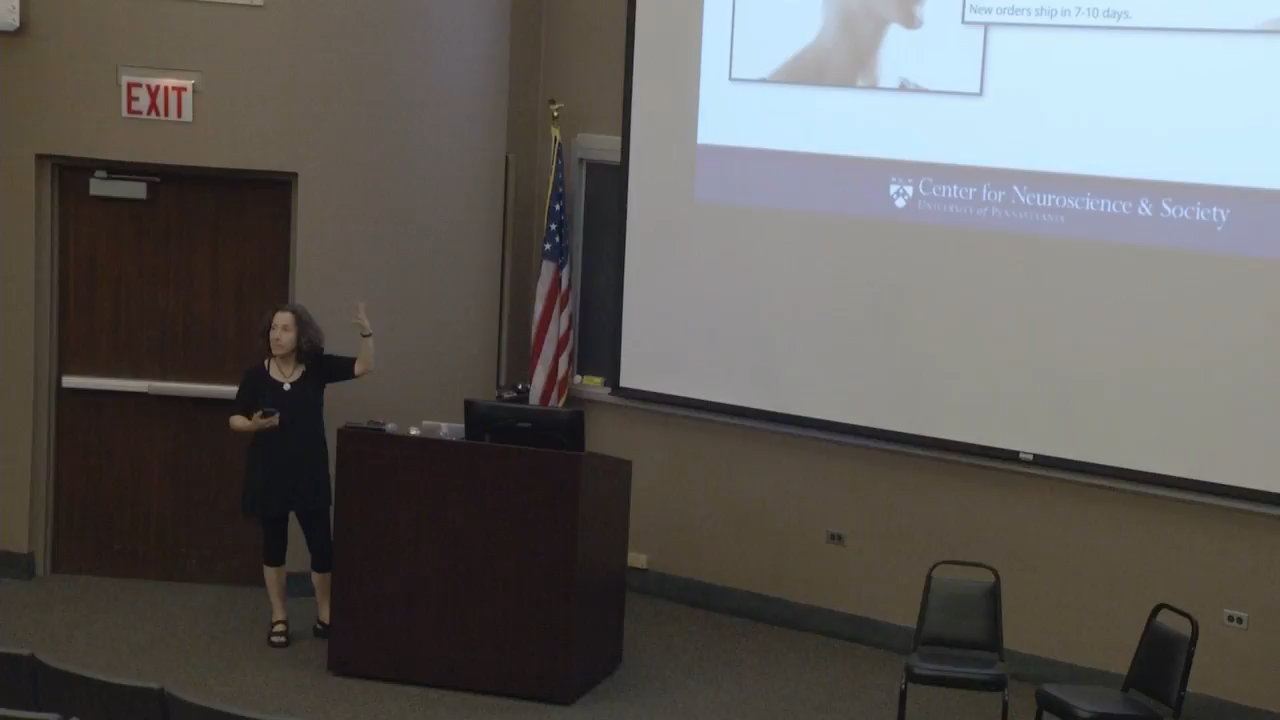 New orders ship in 7-10 days.
EXIT
Center for Neuroscience & Society
University of Pennsylvania